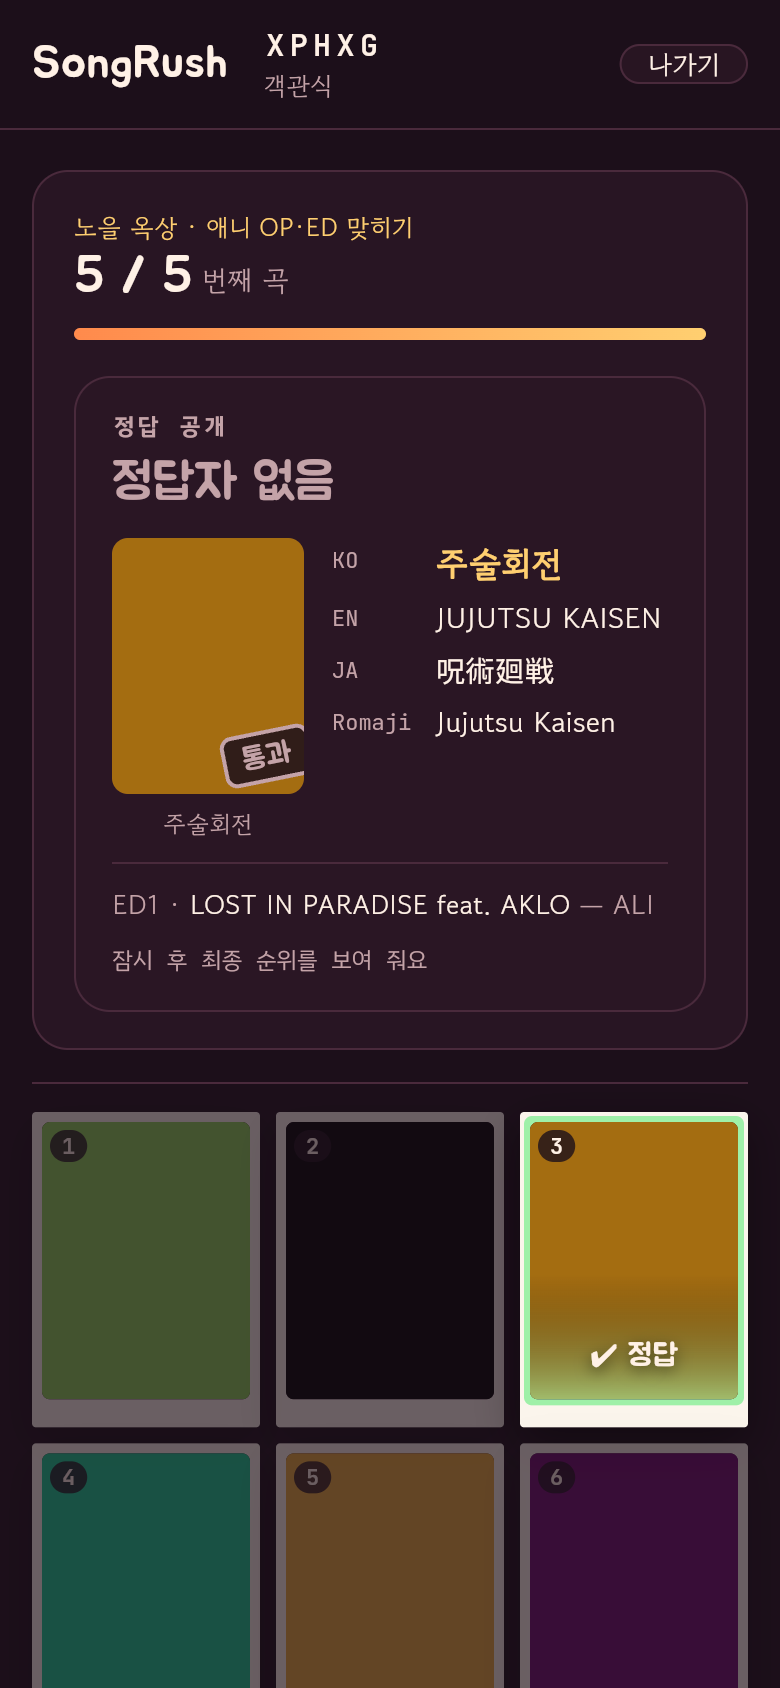 SongRush
XPHXG
객관식
나가기
노을 옥상 · 애니 OP·ED 맞히기
5 / 5 번째 곡
정답 공개
정답자 없음
통과
주술회전
KO 주술회전
EN JUJUTSU KAISEN
JA 呪術廻戦
Romaji Jujutsu Kaisen
ED1 · LOST IN PARADISE feat. AKLO — ALI
잠시 후 최종 순위를 보여 줘요
1
2
3
✔ 정답
4
5
6